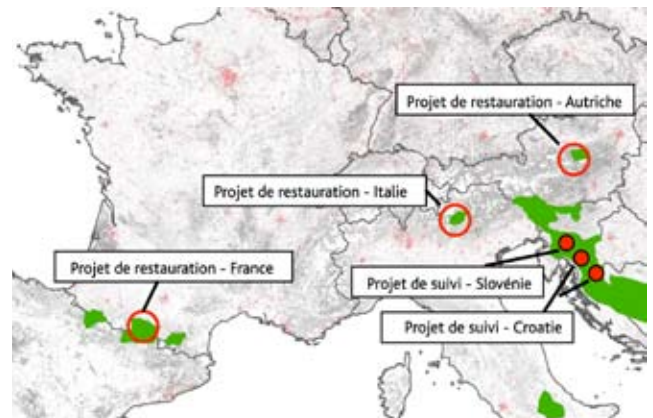 Projet de restauration - Autriche
Projet de restauration - Italie
Projet de restauration - France
Projet de suivi - Slovénie
Projet de suivi - Croatie